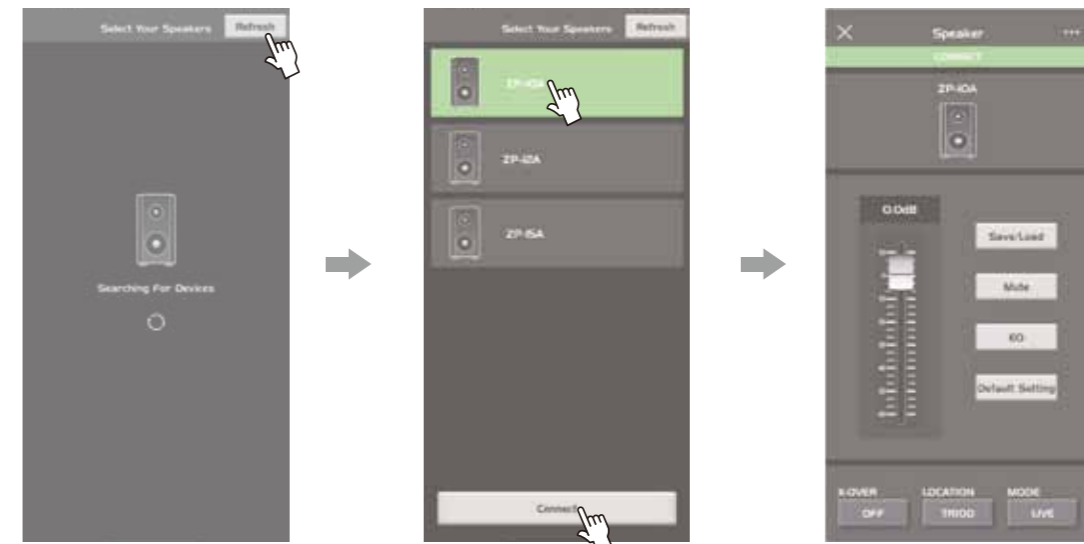 Select Your Speakers
Refresh
Searching For Devices
Select Your Speakers
Refresh
ZP-10A
ZP-12A
ZP-15A
Connect
Speaker
CONNECT
ZP-10A
0.0dB
Save/Load
Mute
EQ
Default Setting
X-OVER
LOCATION
MODE
OFF
TRIOD
LIVE